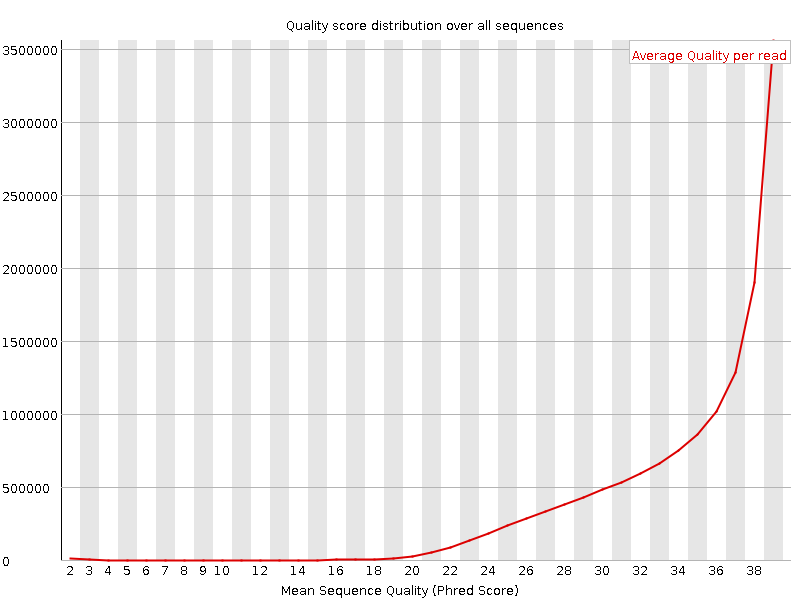 Quality score distribution over all sequences
Average Quality per read
3500000
3000000
2500000
2000000
1500000
1000000
500000
0
2 3 4 5 6 7 8 9 10 12 14 16 18 20 22 24 26 28 30 32 34 36 38
Mean Sequence Quality (Phred Score)